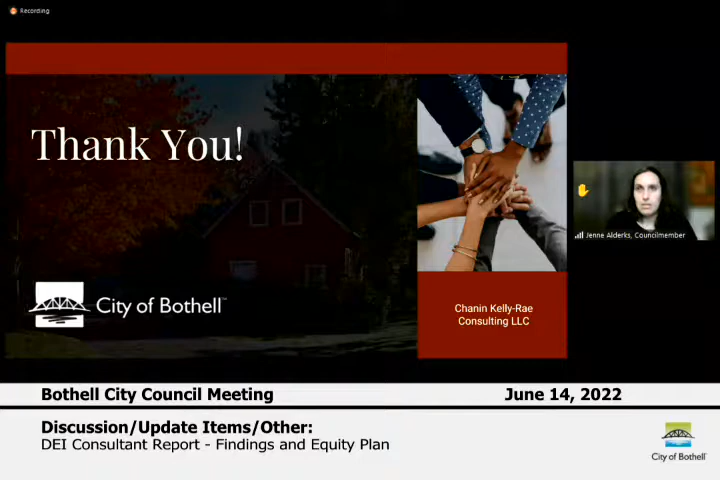 Recording
Thank You!
City of Bothell™
Chanin Kelly-Rae
Consulting LLC
Jenne Alderks, Councilmember
Bothell City Council Meeting
June 14, 2022
Discussion/Update Items/Other:
DEI Consultant Report - Findings and Equity Plan
City of Bothell™